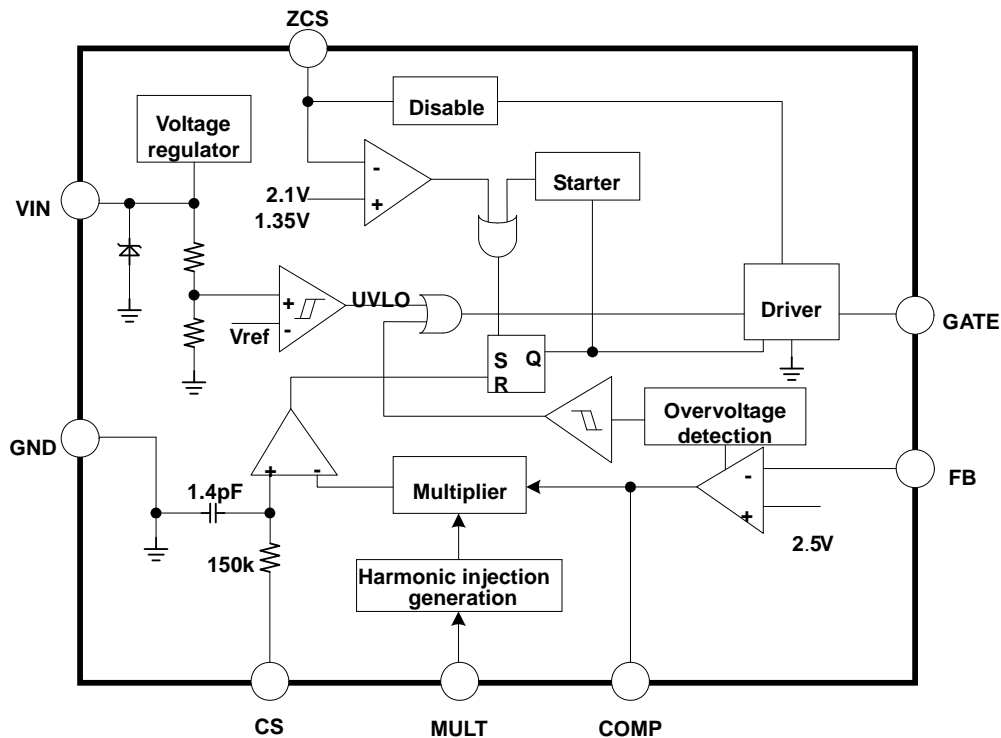 ZCS
Disable
Voltage
regulator
-
+
Starter
2.1V
1.35V
VIN
+
-
UVLO
Vref
Driver
GATE
S
Q
R
Overvoltage
detection
GND
+
-
1.4pF
Multiplier
-
+
FB
2.5V
150k
Harmonic injection
generation
CS
MULT
COMP